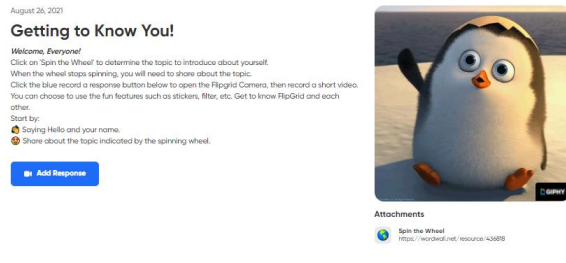 August 26, 2021
Getting to Know You!
Welcome, Everyone!
Click on 'Spin the Wheel' to determine the topic to introduce about yourself.
When the wheel stops spinning, you will need to share about the topic.
Click the blue record a response button below to open the Flipgrid Camera, then record a short video.
You can choose to use the fun features such as stickers, filter, etc. Get to know FlipGrid and each
other.
Start by:
👋 Saying Hello and your name.
🤩 Share about the topic indicated by the spinning wheel.
Add Response
GIPHY
Attachments
Spin the Wheel
https://wordwall.net/resource/436818